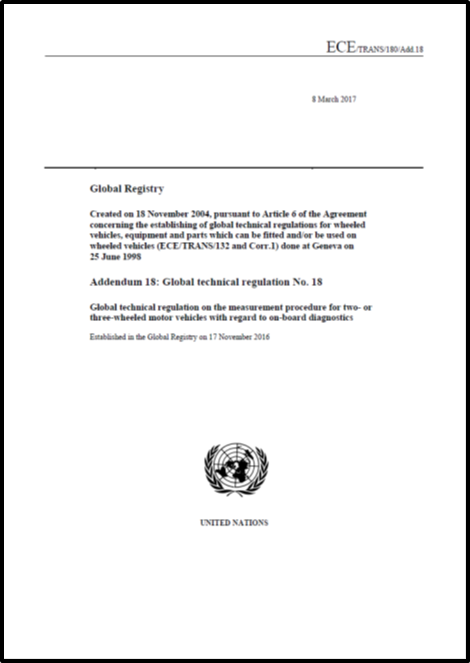 ECE/TRANS/180/Add.18
8 March 2017
Global Registry
Created on 18 November 2004, pursuant to Article 6 of the Agreement
concerning the establishing of global technical regulations for wheeled
vehicles, equipment and parts which can be fitted and/or be used on
wheeled vehicles (ECE/TRANS/132 and Corr.1) done at Geneva on
25 June 1998
Addendum 18: Global technical regulation No. 18
Global technical regulation on the measurement procedure for two- or
three-wheeled motor vehicles with regard to on-board diagnostics
Established in the Global Registry on 17 November 2016
UNITED NATIONS